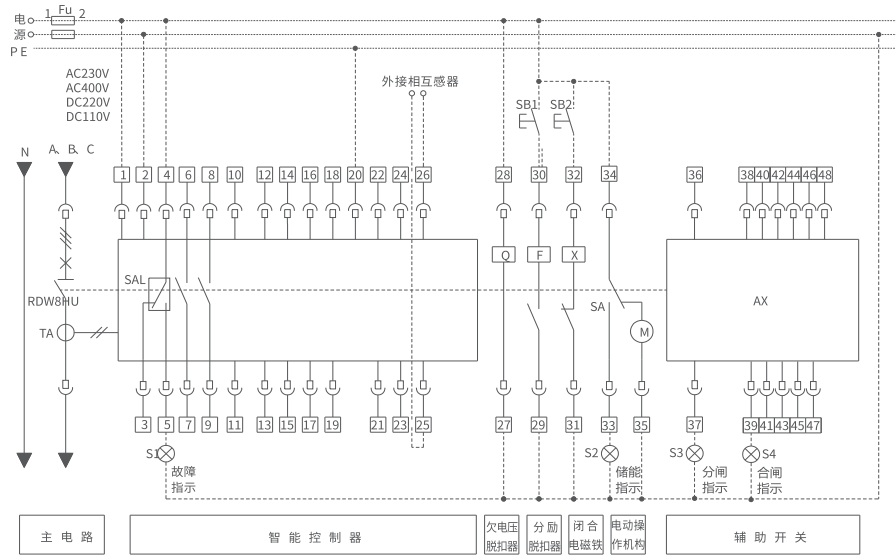 电 1 Fu 2
源
PE
AC230V
AC400V
DC220V
DC110V
外接相互感器
SB1 SB2
N A、B、C
1 2 4 6 8 10 12 14 16 18 20 22 24 26 28 30 32 34 36 38 40 42 44 46 48
Q F X
SAL
RDW8HU
SA
AX
TA
M
3 5 7 9 11 13 15 17 19 21 23 25 27 29 31 33 35 37 39 41 43 45 47
S1 S2 S3 S4
故障
指示
储能
指示
分闸
指示
合闸
指示
主电路
智能控制器
欠电压
脱扣器
分励
脱扣器
闭合
电磁铁
电动操
作机构
辅助开关